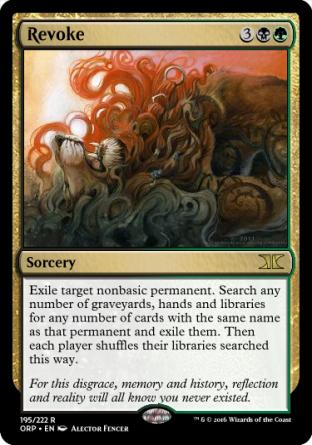 Revoke 3
Exile target nonbasic permanent. Search any
number of graveyards, hands and libraries
for any number of cards with the same name
as that permanent and exile them. Then
each player shuffles their libraries searched
this way.
For this disgrace, memory and history, reflection
and reality will all know you never existed.
Sorcery
195/222 R
ORP • EN ALECTOR FENCER
™ & © 2016 Wizards of the Coast